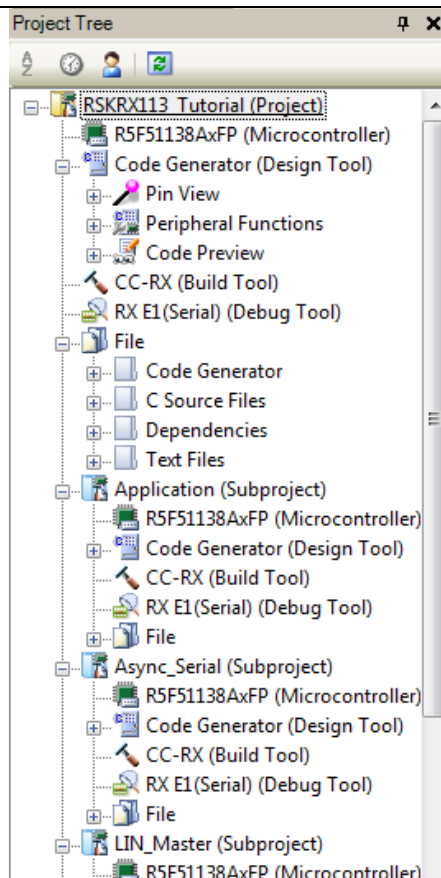 Project Tree
RSKRX113_Tutorial (Project)
R5F51138AxFP (Microcontroller)
Code Generator (Design Tool)
Pin View
Peripheral Functions
Code Preview
CC-RX (Build Tool)
RX E1(Serial) (Debug Tool)
File
Code Generator
C Source Files
Dependencies
Text Files
Application (Subproject)
R5F51138AxFP (Microcontroller)
Code Generator (Design Tool)
CC-RX (Build Tool)
RX E1(Serial) (Debug Tool)
File
Async_Serial (Subproject)
R5F51138AxFP (Microcontroller)
Code Generator (Design Tool)
CC-RX (Build Tool)
RX E1(Serial) (Debug Tool)
File
LIN_Master (Subproject)
R5F51138AxFP (Microcontroller)